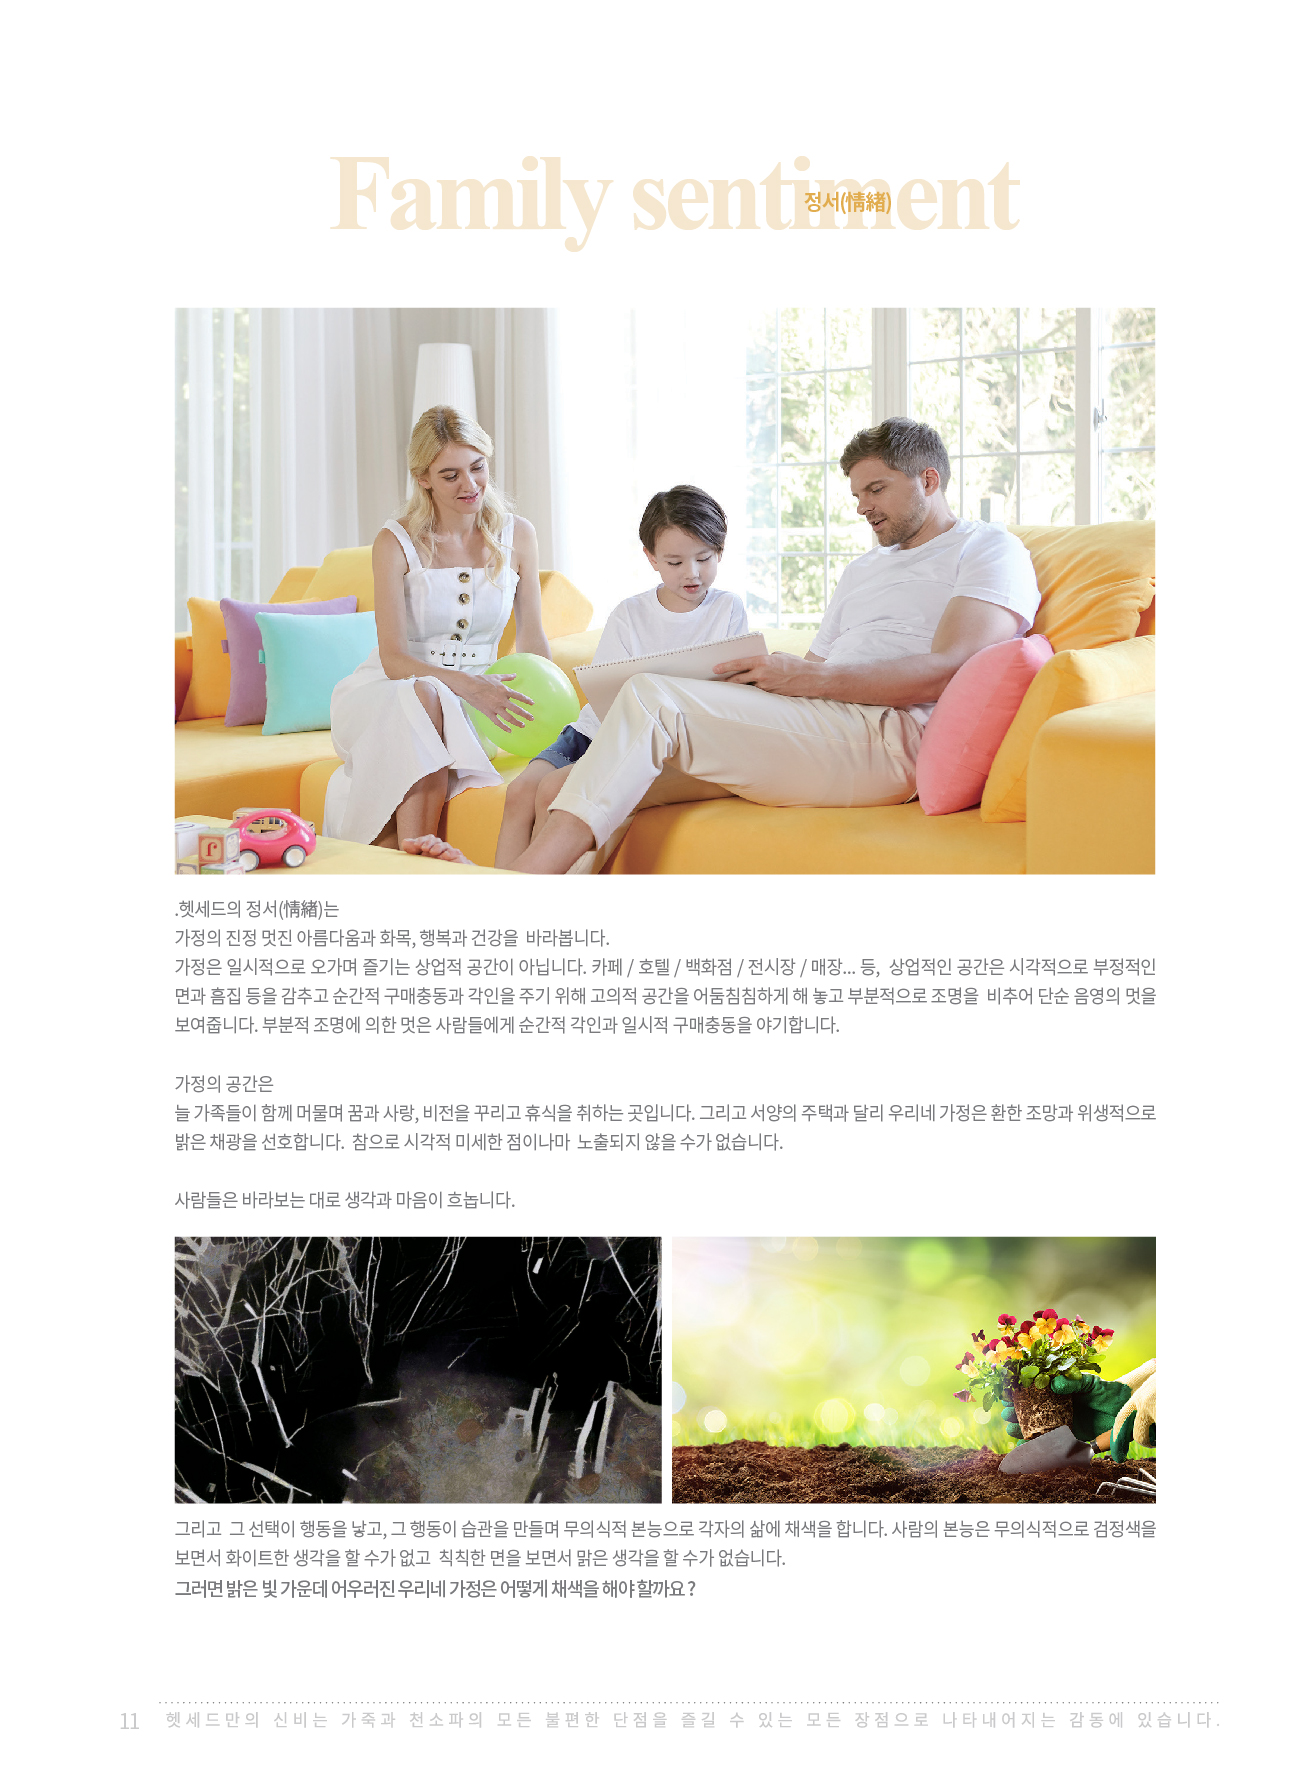 Family sentiment
정서(情緖)
.헷세드의 정서(情緖)는
가정의 진정 멋진 아름다움과 화목, 행복과 건강을 바라봅니다.
가정은 일시적으로 오가며 즐기는 상업적 공간이 아닙니다. 카페 / 호텔 / 백화점 / 전시장 / 매장... 등, 상업적인 공간은 시각적으로 부정적인
면과 흠집 등을 감추고 순간적 구매충동과 각인을 주기 위해 고의적 공간을 어둠침침하게 해 놓고 부분적으로 조명을 비추어 단순 음영의 멋을
보여줍니다. 부분적 조명에 의한 멋은 사람들에게 순간적 각인과 일시적 구매충동을 야기합니다.
가정의 공간은
늘 가족들이 함께 머물며 꿈과 사랑, 비전을 꾸리고 휴식을 취하는 곳입니다. 그리고 서양의 주택과 달리 우리네 가정은 환한 조망과 위생적으로
밝은 채광을 선호합니다. 참으로 시각적 미세한 점이나마 노출되지 않을 수가 없습니다.
사람들은 바라보는 대로 생각과 마음이 흐놉니다.
그리고 그 선택이 행동을 낳고, 그 행동이 습관을 만들며 무의식적 본능으로 각자의 삶에 채색을 합니다. 사람의 본능은 무의식적으로 검정색을
보면서 화이트한 생각을 할 수가 없고 칙칙한 면을 보면서 맑은 생각을 할 수가 없습니다.
그러면 밝은 빛 가운데 어우러진 우리네 가정은 어떻게 채색을 해야 할까요 ?
11 헷세드만의 신비는 가죽과 천소파의 모든 불편한 단점을 즐길 수 있는 모든 장점으로 나타내어지는 감동에 있습니다.